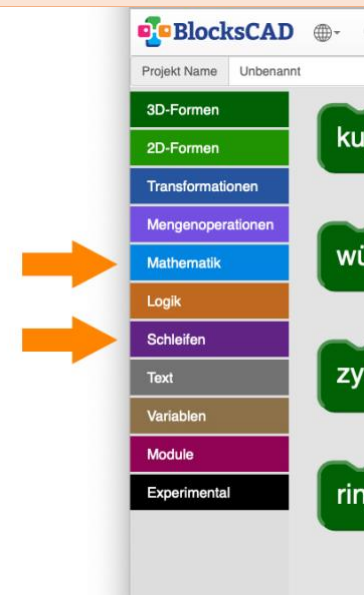 BlocksCAD
Projekt Name Unbenannt
3D-Formen
2D-Formen
Transformationen
Mengenoperationen
Mathematik
Logik
Schleifen
Text
Variablen
Module
Experimental
ku
wü
zy
rin